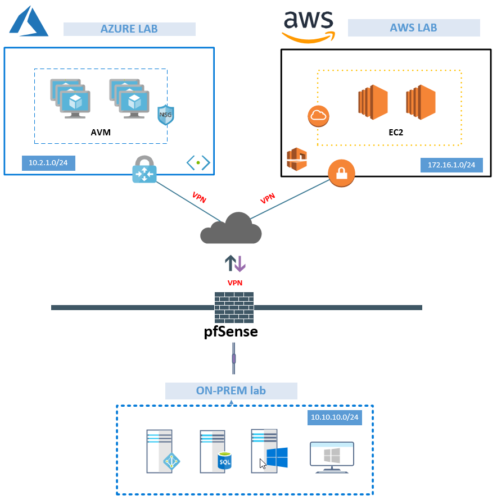 AZURE LAB
aws
AWS LAB
NSG
AVM
EC2
10.2.1.0/24
172.16.1.0/24
VPN
VPN
VPN
pfSense
ON-PREM lab
10.10.10.0/24
SQL